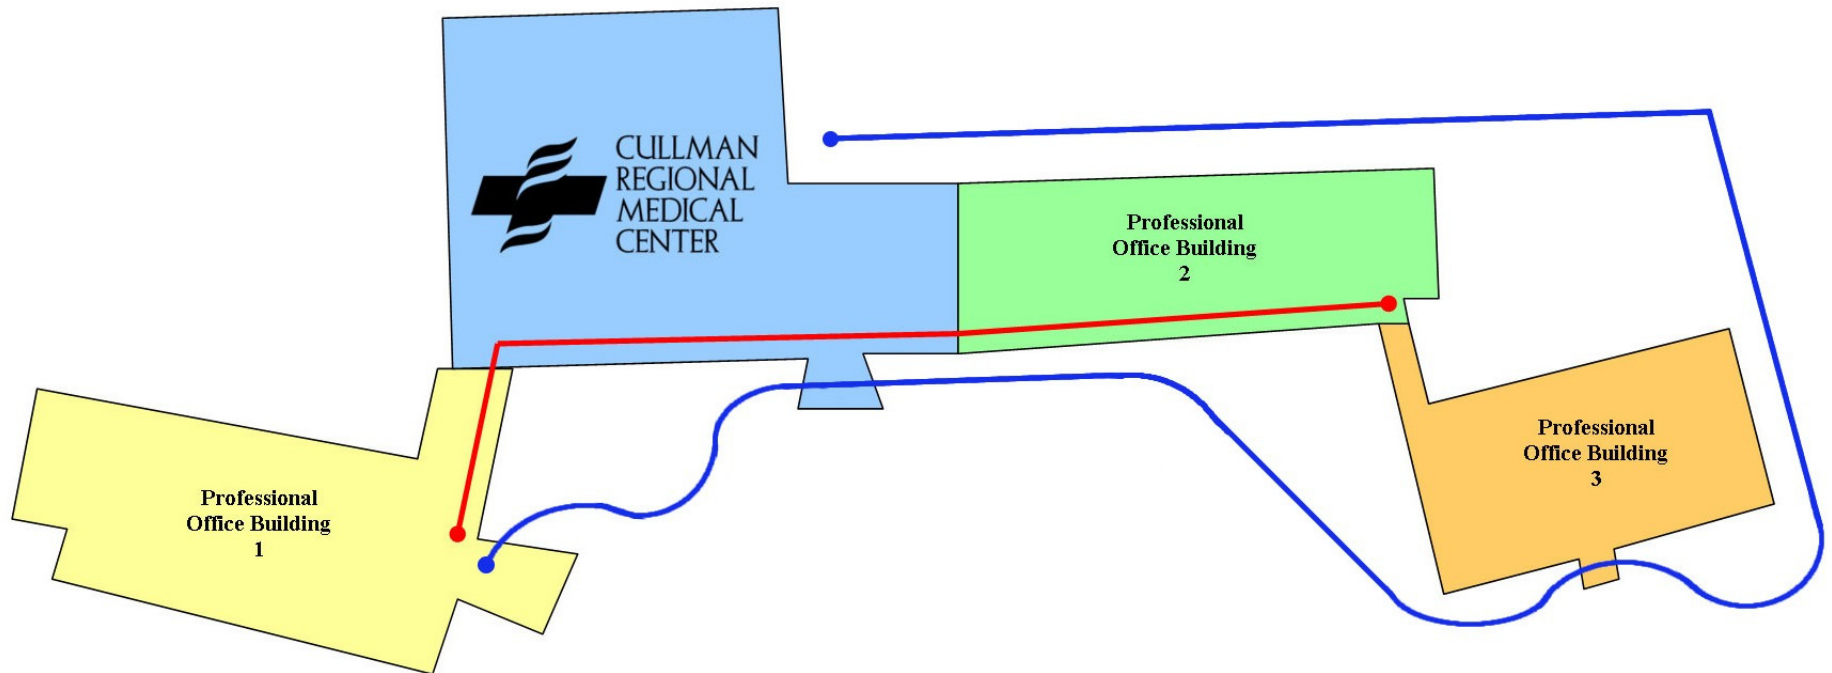 CULLMAN
REGIONAL
MEDICAL
CENTER
Professional
Office Building
2
Professional
Office Building
3
Professional
Office Building
1